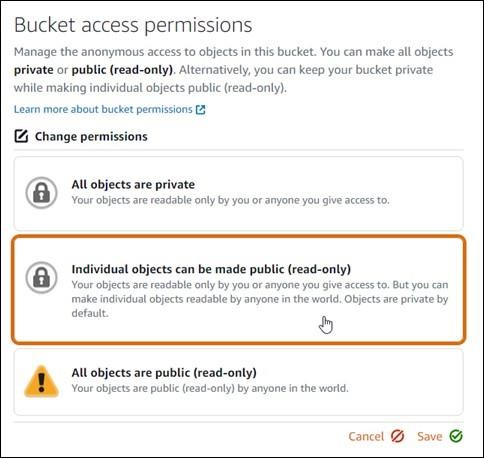 Bucket access permissions
Manage the anonymous access to objects in this bucket. You can make all objects
private or public (read-only). Alternatively, you can keep your bucket private
while making individual objects public (read-only).
Learn more about bucket permissions
Change permissions
All objects are private
Your objects are readable only by you or anyone you give access to.
Individual objects can be made public (read-only)
Your objects are readable only by you or anyone you give access to. But you can
make individual objects readable by anyone in the world. Objects are private by
default.
All objects are public (read-only)
Your objects are public (read-only) by anyone in the world.
Cancel Save